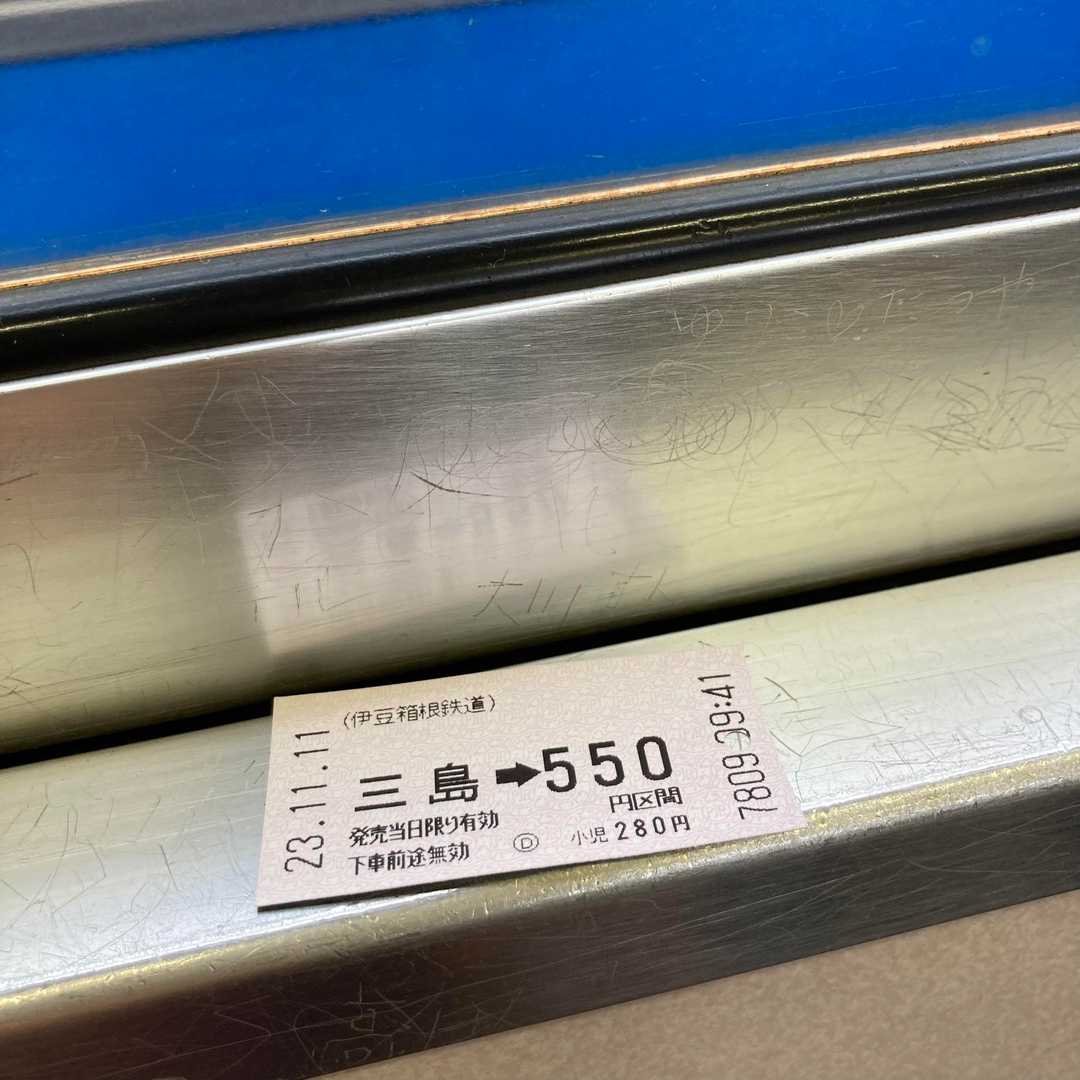 (伊豆箱根鉄道)
23.11.11
三島➡550
円区間
発売当日限り有効
下車前途無効
Ⓓ
小児 280円
7809 09:41
大川